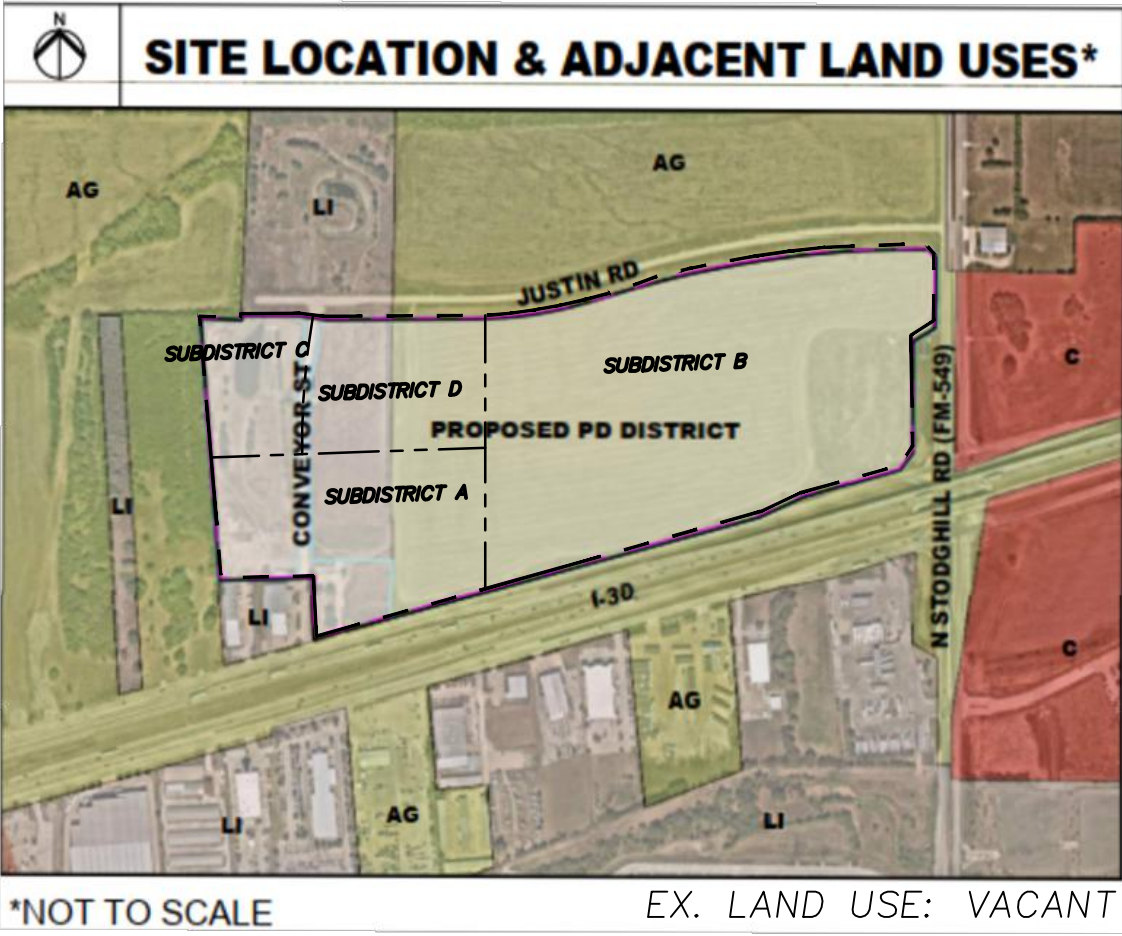 N
SITE LOCATION & ADJACENT LAND USES*
AG
AG
LI
JUSTIN RD
SUBDISTRICT C
SUBDISTRICT B
C
SUBDISTRICT D
CONVEYOR ST
PROPOSED PD DISTRICT
SUBDISTRICT A
LI
N STODGHILL RD (FM-549)
I-30
LI
C
AG
AG
LI
LI
*NOT TO SCALE
EX. LAND USE: VACANT